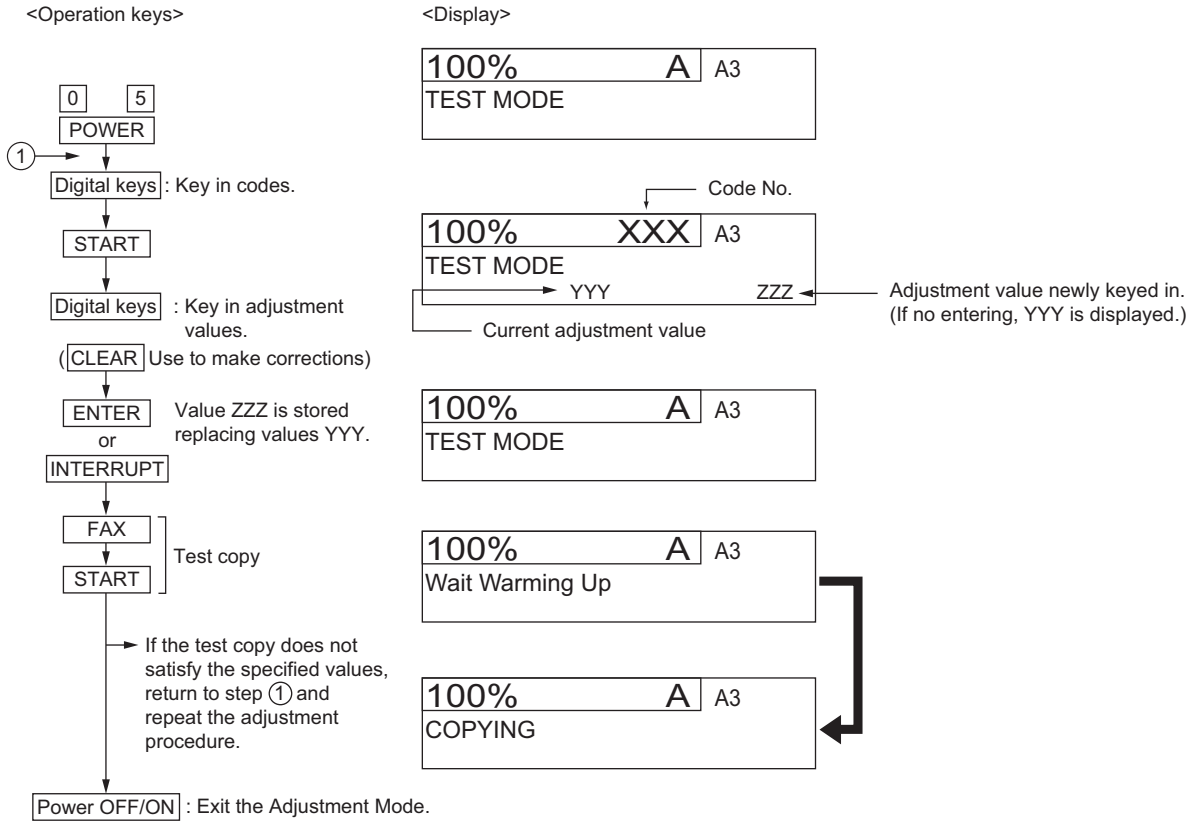 <Operation keys>
0 5
POWER
1
Digital keys : Key in codes.
START
Digital keys : Key in adjustment
values.
(CLEAR Use to make corrections)
ENTER
or
INTERRUPT
Value ZZZ is stored
replacing values YYY.
FAX
START
Test copy
If the test copy does not
satisfy the specified values,
return to step 1 and
repeat the adjustment
procedure.
Power OFF/ON : Exit the Adjustment Mode.
<Display>
100% A A3
TEST MODE
Code No.
100% XXX A3
TEST MODE
YYY ZZZ
Current adjustment value
Adjustment value newly keyed in.
(If no entering, YYY is displayed.)
100% A A3
TEST MODE
100% A A3
Wait Warming Up
100% A A3
COPYING